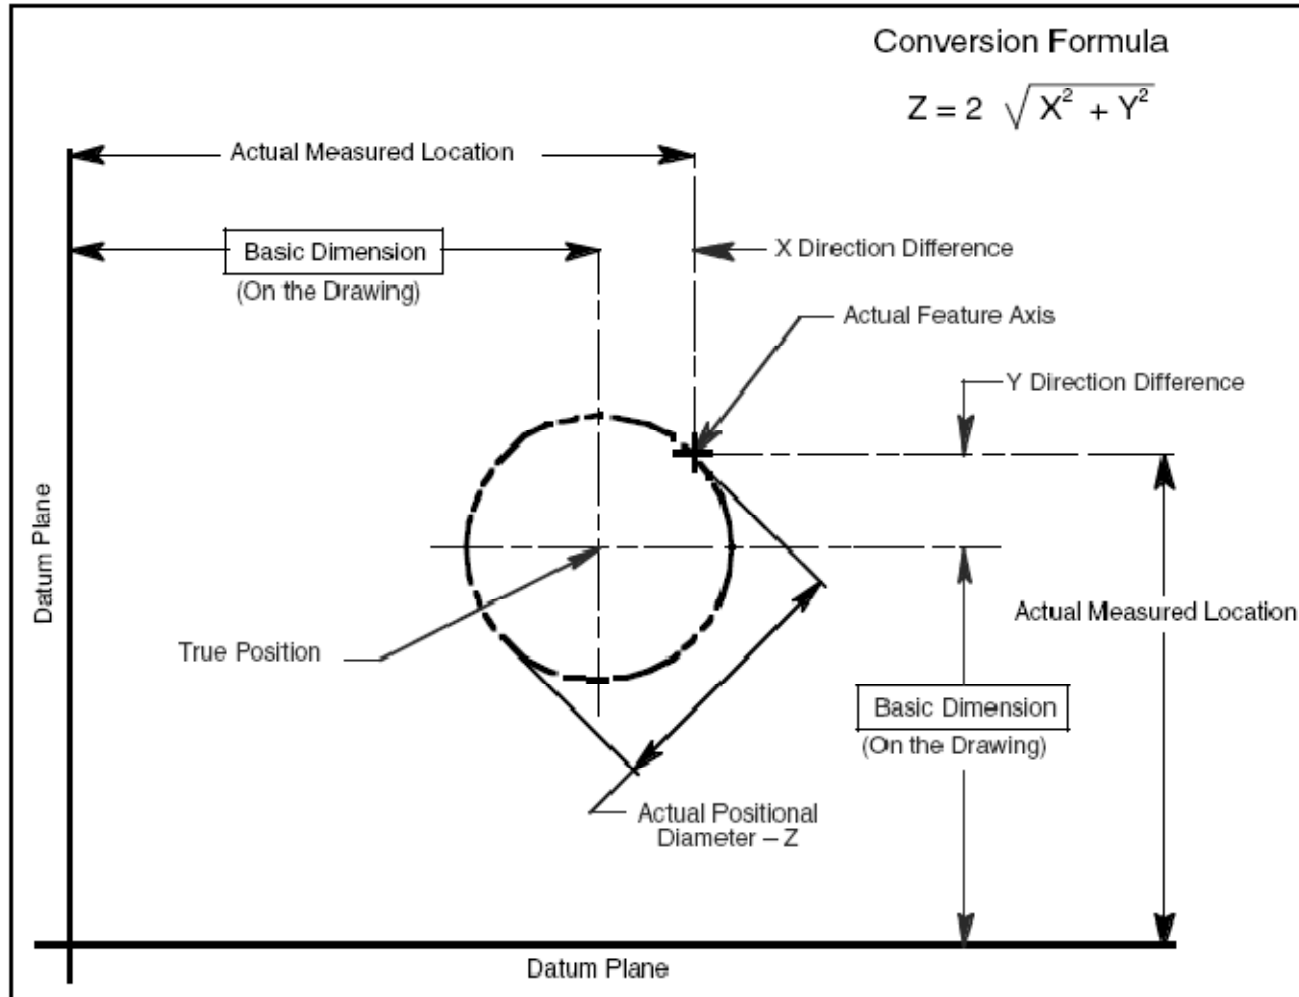 Conversion Formula
Z = 2 √ X² + Y²
Actual Measured Location
Basic Dimension
(On the Drawing)
X Direction Difference
Actual Feature Axis
Y Direction Difference
Datum Plane
True Position
Actual Measured Location
Basic Dimension
(On the Drawing)
Actual Positional
Diameter – Z
Datum Plane